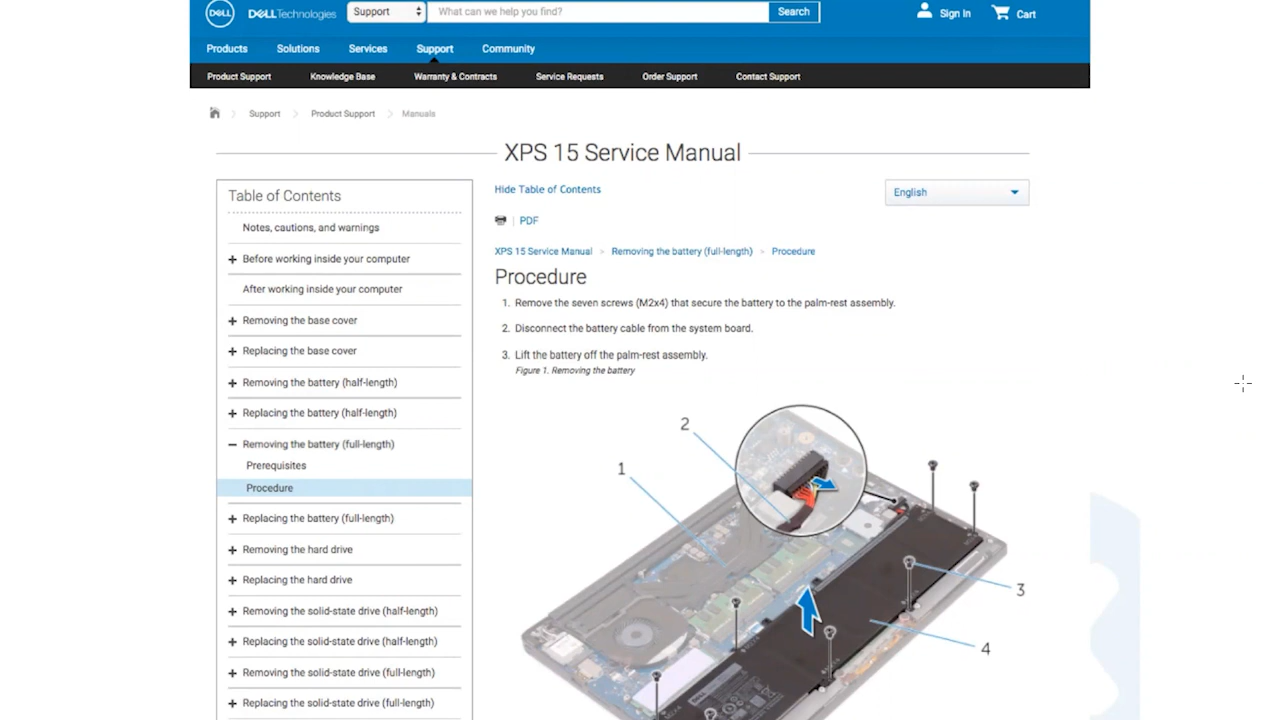 DELL DELLTechnologies Support What can we help you find? Search Sign In Cart
Products Solutions Services Support Community
Product Support Knowledge Base Warranty & Contracts Service Requests Order Support Contact Support
Support Product Support Manuals
XPS 15 Service Manual
Table of Contents
Notes, cautions, and warnings
+ Before working inside your computer
After working inside your computer
+ Removing the base cover
+ Replacing the base cover
+ Removing the battery (half-length)
+ Replacing the battery (half-length)
− Removing the battery (full-length)
Prerequisites
Procedure
+ Replacing the battery (full-length)
+ Removing the hard drive
+ Replacing the hard drive
+ Removing the solid-state drive (half-length)
+ Replacing the solid-state drive (half-length)
+ Removing the solid-state drive (full-length)
+ Replacing the solid-state drive (full-length)
Hide Table of Contents
English
PDF
XPS 15 Service Manual > Removing the battery (full-length) > Procedure
Procedure
1. Remove the seven screws (M2x4) that secure the battery to the palm-rest assembly.
2. Disconnect the battery cable from the system board.
3. Lift the battery off the palm-rest assembly.
Figure 1. Removing the battery
2
1
3
4